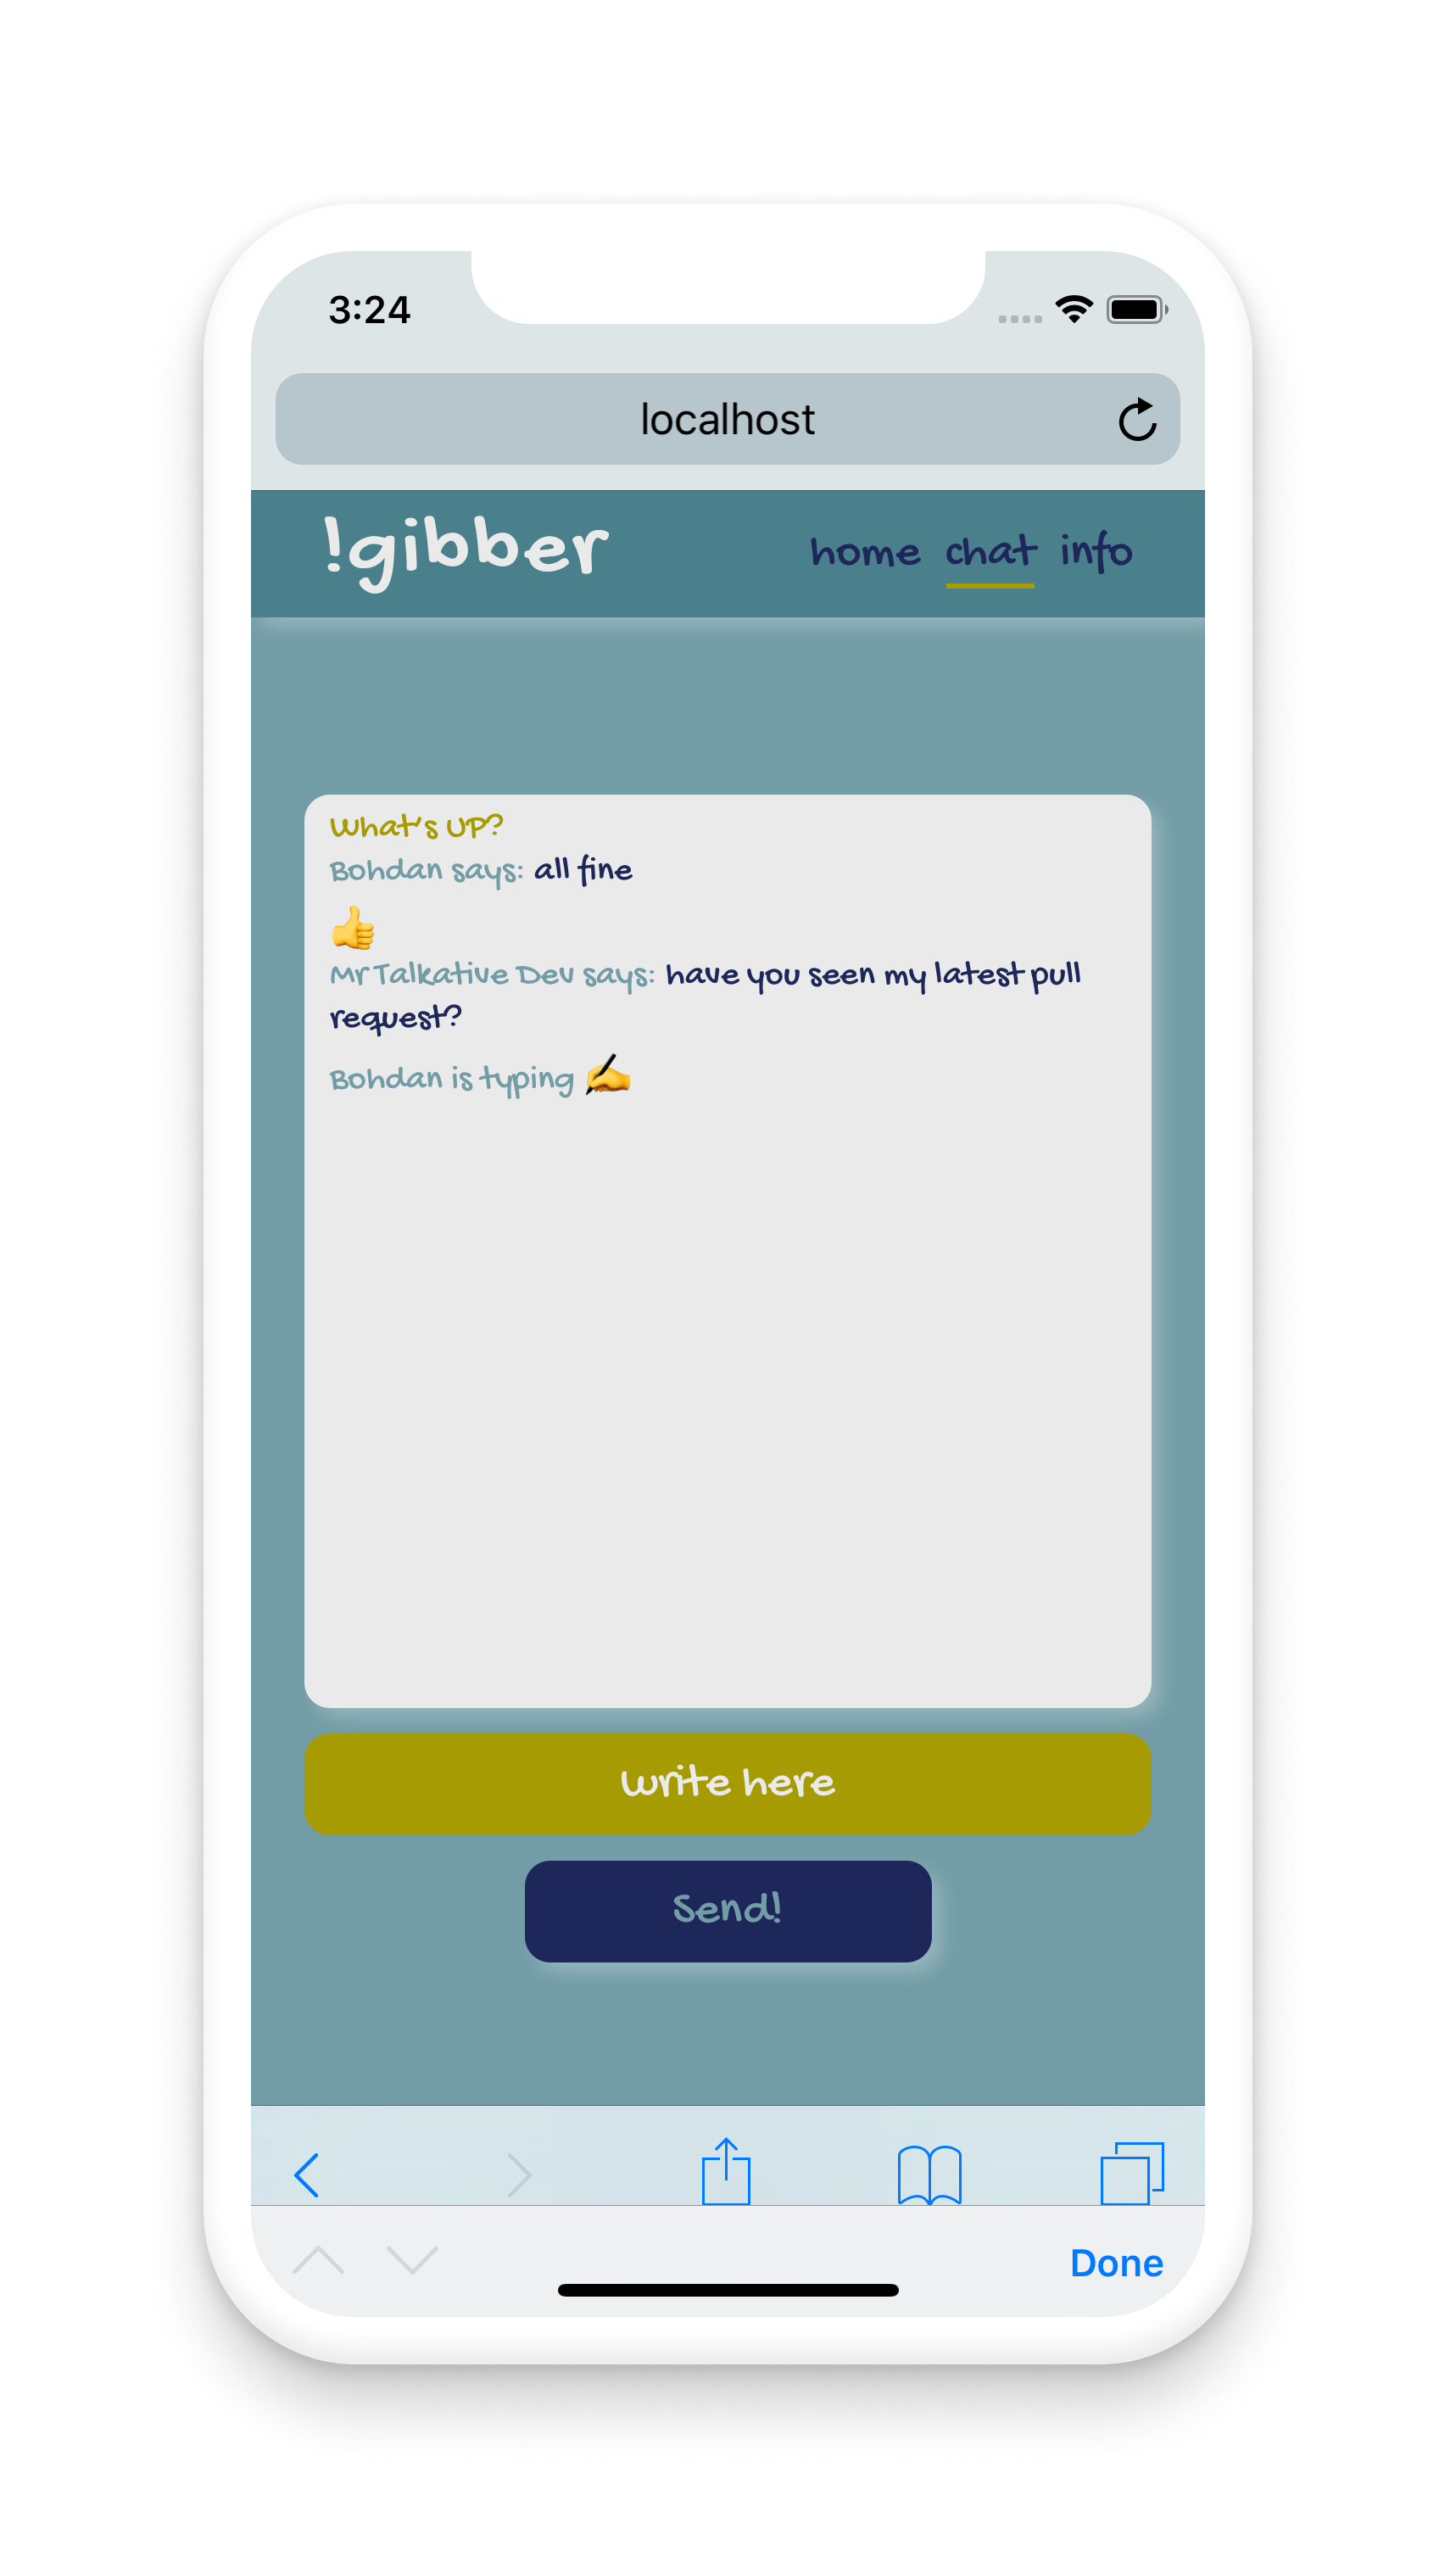 3:24
localhost
!gibber
home chat info
What's UP?
Bohdan says: all fine
👍
Mr Talkative Dev says: have you seen my latest pull
request?
Bohdan is typing ✍️
Write here
Send!
Done